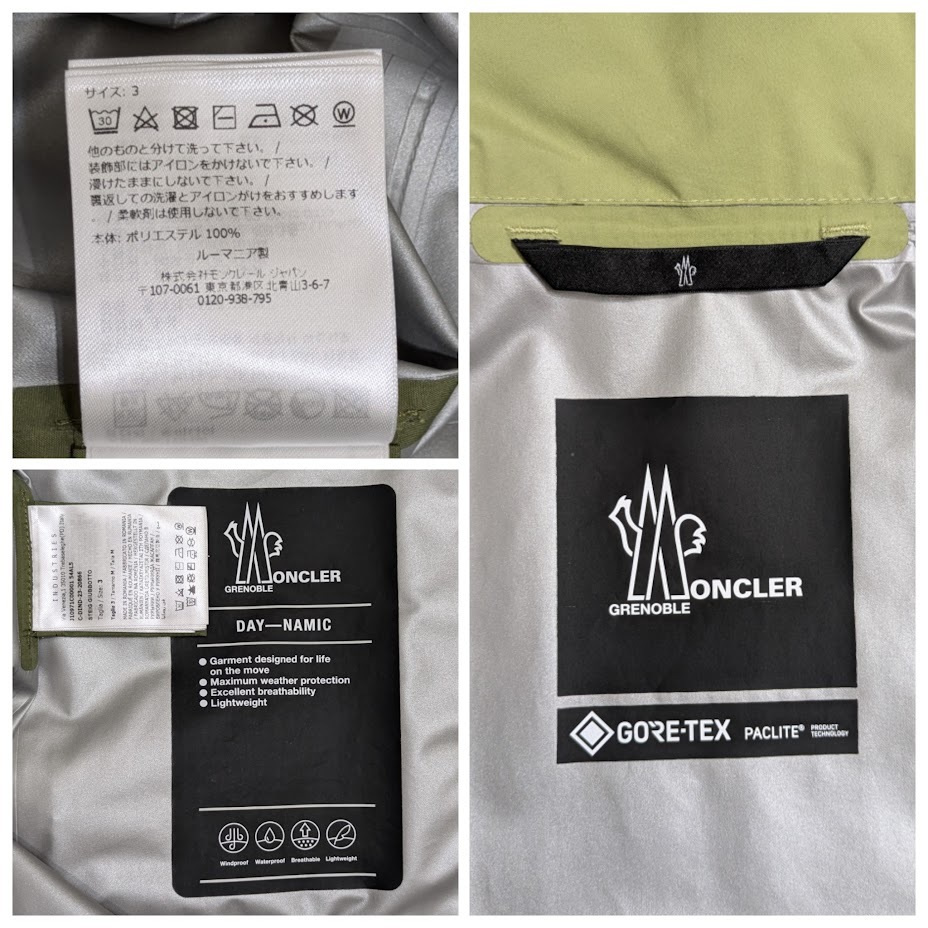 サイズ: 3
30
W
他のものと分けて洗って下さい。 /
装飾部にはアイロンをかけないで下さい。 /
浸けたままにしないで下さい。 /
裏返しての洗濯とアイロンがけをおすすめします
。 / 柔軟剤は使用しないで下さい。
本体: ポリエステル 100%
ルーマニア製
株式会社モンクレール ジャパン
〒107-0061 東京都港区北青山3-6-7
0120-938-795
INDUSTRIES
STEIG GIUBBOTTO
Taglia / Size: 3
MONCLER
GRENOBLE
DAY—NAMIC
Garment designed for life
on the move
Maximum weather protection
Excellent breathability
Lightweight
Windproof Waterproof Breathable Lightweight
MONCLER
GRENOBLE
GORE-TEX PACLITE® PRODUCT
TECHNOLOGY